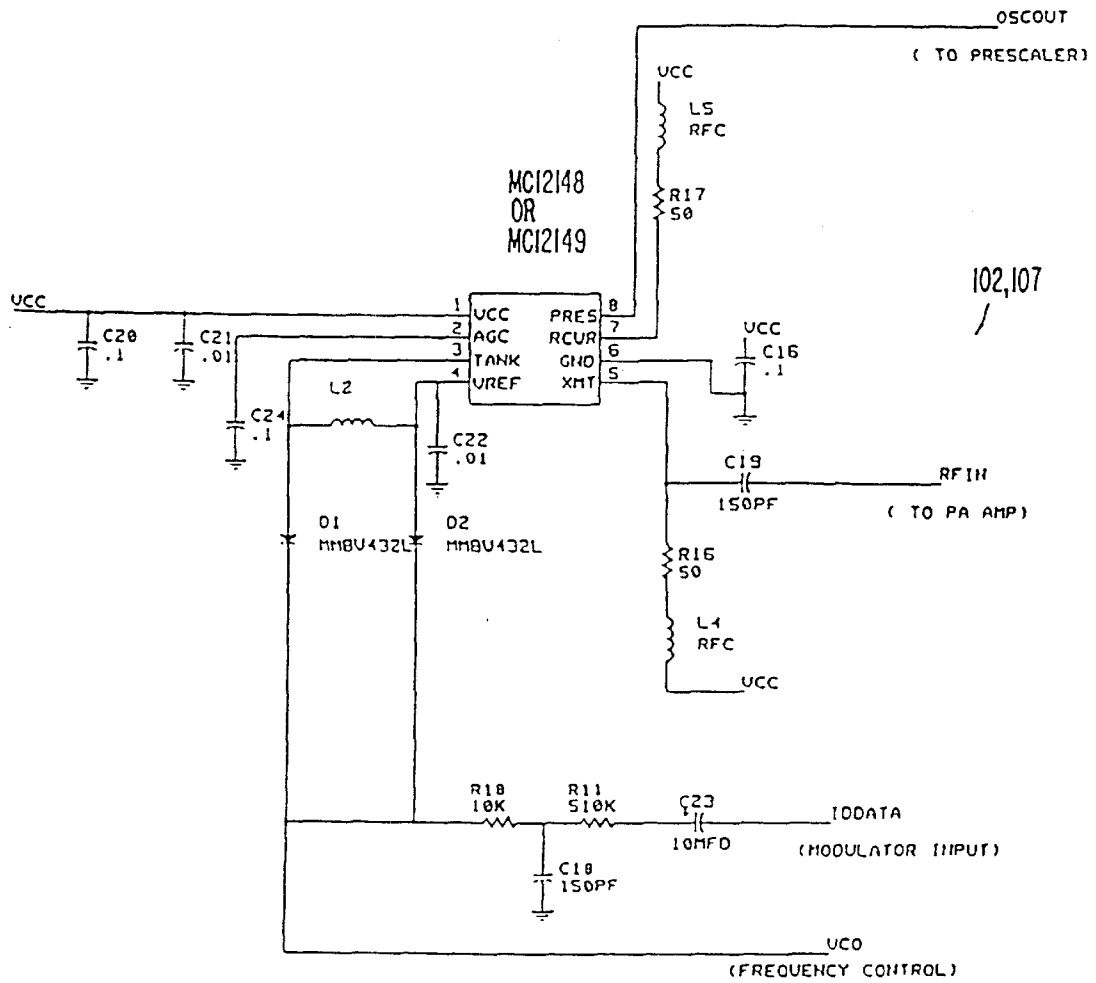 OSCOUT
( TO PRESCALER)
VCC
L5
RFC
R17
50
MC12148
OR
MC12149
102,107
VCC
C20
.1
C21
.01
1
2
3
4
VCC
AGC
TANK
VREF
PRES
RCUR
GND
XMT
8
7
6
5
VCC
C16
.1
L2
C24
.1
C22
.01
C19
150PF
RFIN
( TO PA AMP)
D1
MMBV432L
D2
MMBV432L
R16
50
L4
RFC
VCC
R18
10K
R11
510K
C23
10MFD
IDDATA
(MODULATOR INPUT)
C18
150PF
VCO
(FREQUENCY CONTROL)